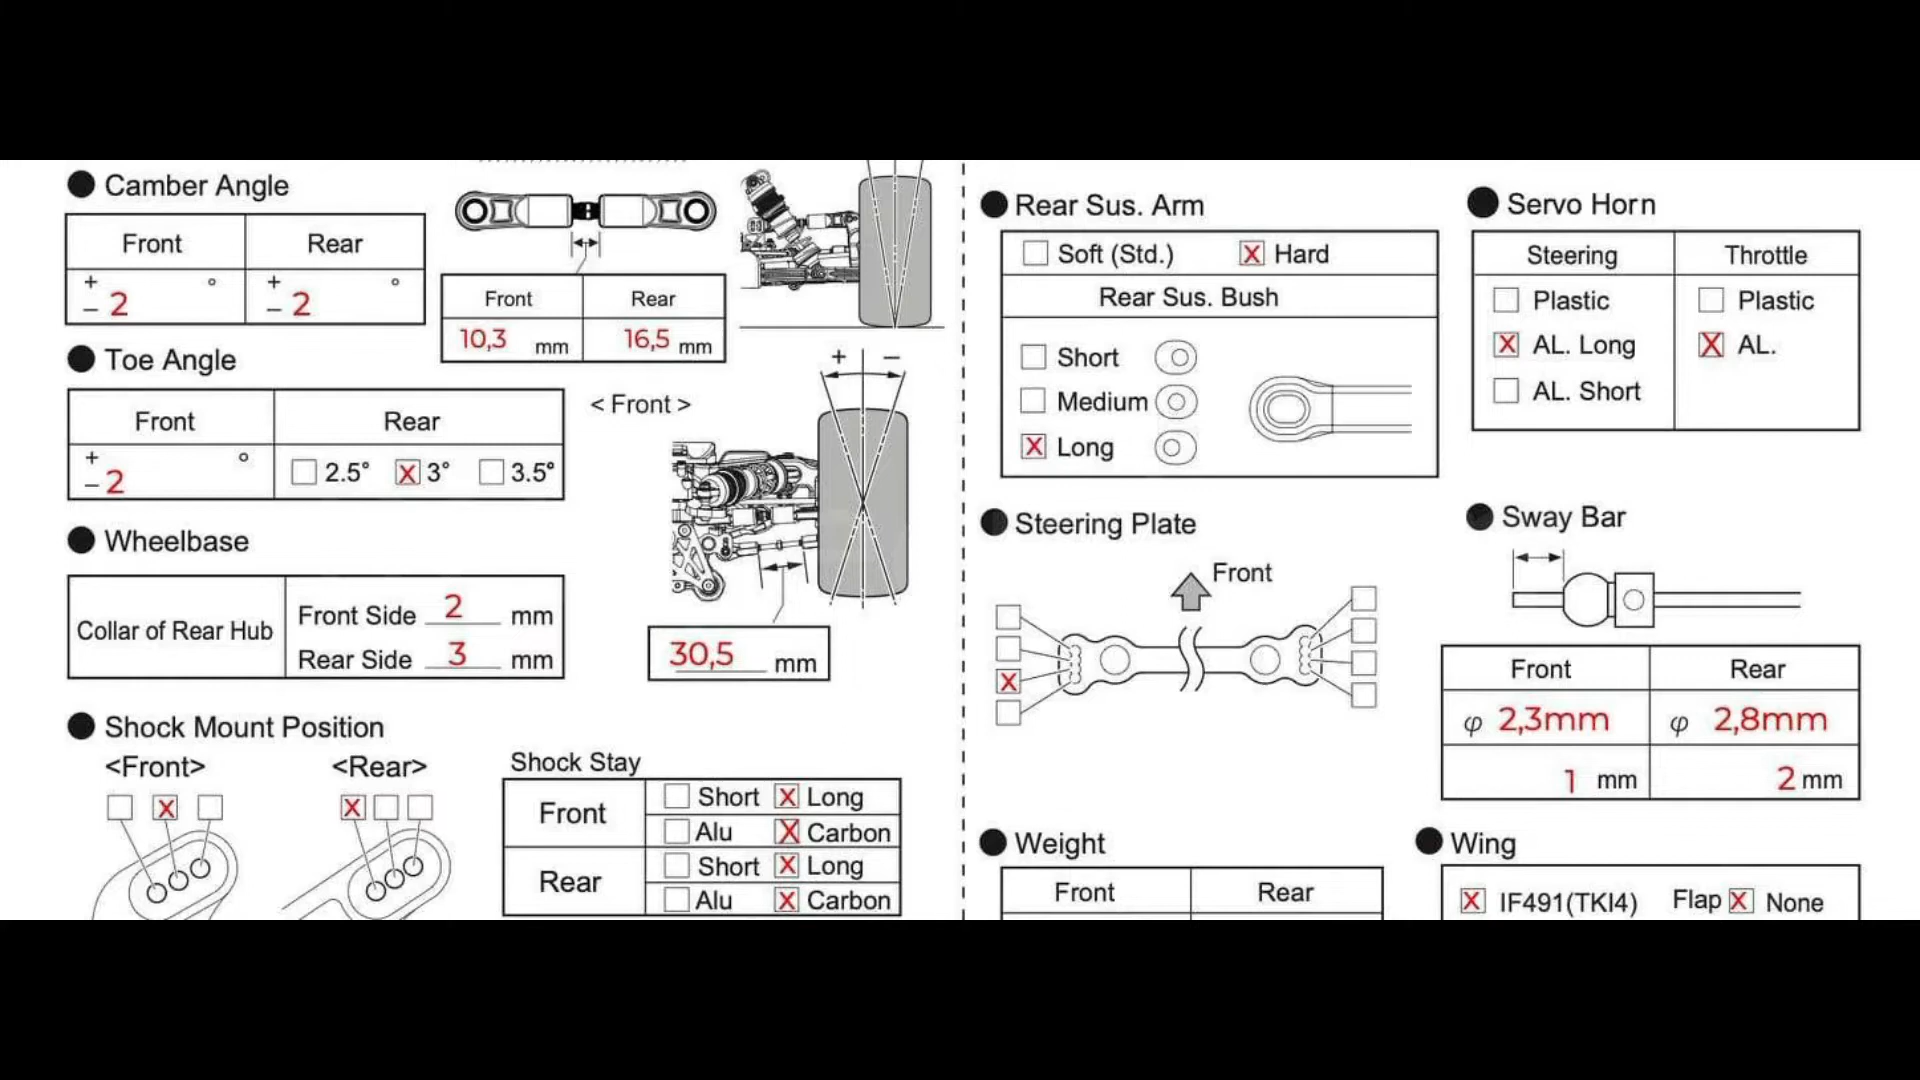 ● Camber Angle
Front Rear
+
– 2 °
+
– 2 °
Front Rear
10,3 mm 16,5 mm
● Toe Angle
Front Rear
+
– 2 °
☐ 2.5° ☒ 3° ☐ 3.5°
+ –
< Front >
30,5 mm
● Wheelbase
Collar of Rear Hub
Front Side 2 mm
Rear Side 3 mm
● Shock Mount Position
<Front> <Rear>
☐ ☒ ☐ ☒ ☐ ☐
Shock Stay
Front
☐ Short ☒ Long
☐ Alu ☒ Carbon
Rear
☐ Short ☒ Long
☐ Alu ☒ Carbon
● Rear Sus. Arm
☐ Soft (Std.) ☒ Hard
Rear Sus. Bush
☐ Short
☐ Medium
☒ Long
● Servo Horn
Steering Throttle
☐ Plastic ☐ Plastic
☒ AL. Long ☒ AL.
☐ AL. Short
● Steering Plate
Front
X
● Sway Bar
Front Rear
φ 2,3mm φ 2,8mm
1 mm 2 mm
● Weight
Front Rear
● Wing
☒ IF491(TKI4) Flap ☒ None